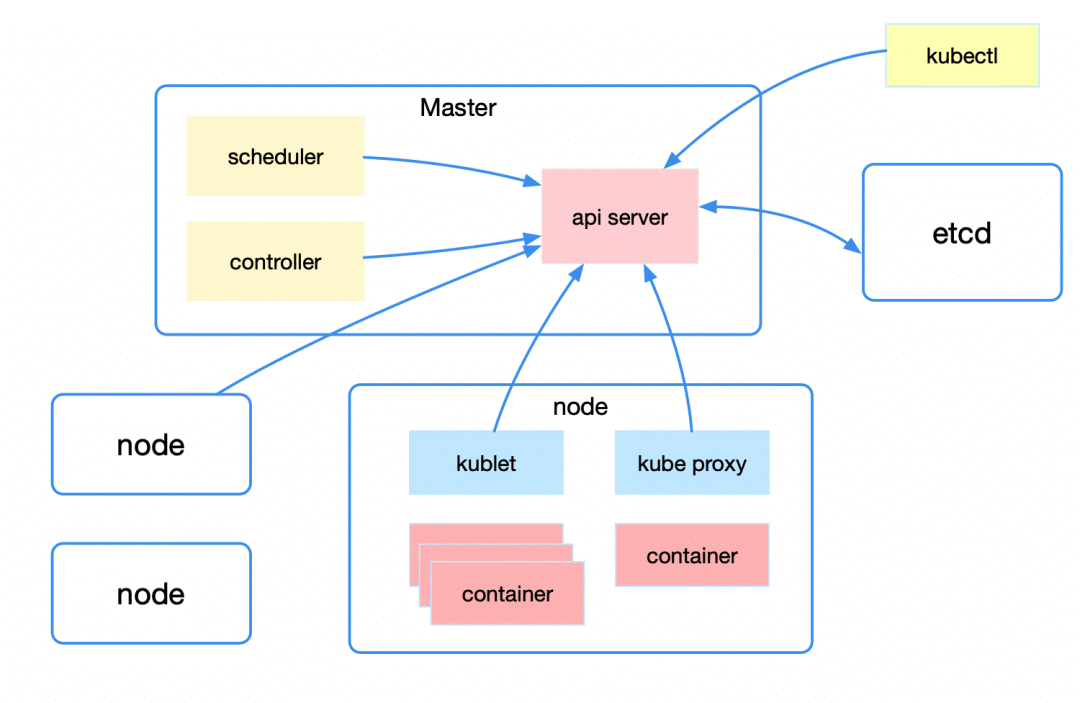 kubectl
Master
scheduler
api server
etcd
controller
node
node
kublet
kube proxy
container
container
node